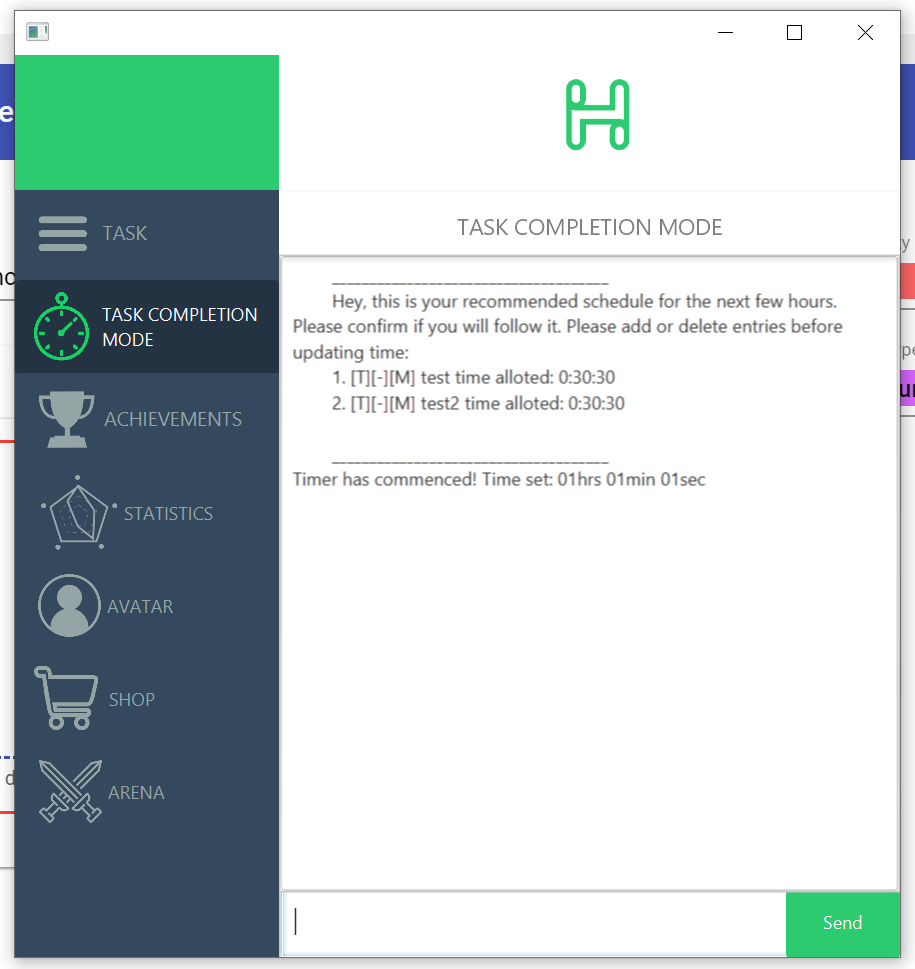 TASK
TASK COMPLETION
MODE
ACHIEVEMENTS
STATISTICS
AVATAR
SHOP
ARENA
H
TASK COMPLETION MODE
____________________________________
Hey, this is your recommended schedule for the next few hours.
Please confirm if you will follow it. Please add or delete entries before
updating time:
1. [T][-][M] test time alloted: 0:30:30
2. [T][-][M] test2 time alloted: 0:30:30
____________________________________
Timer has commenced! Time set: 01hrs 01min 01sec
Send